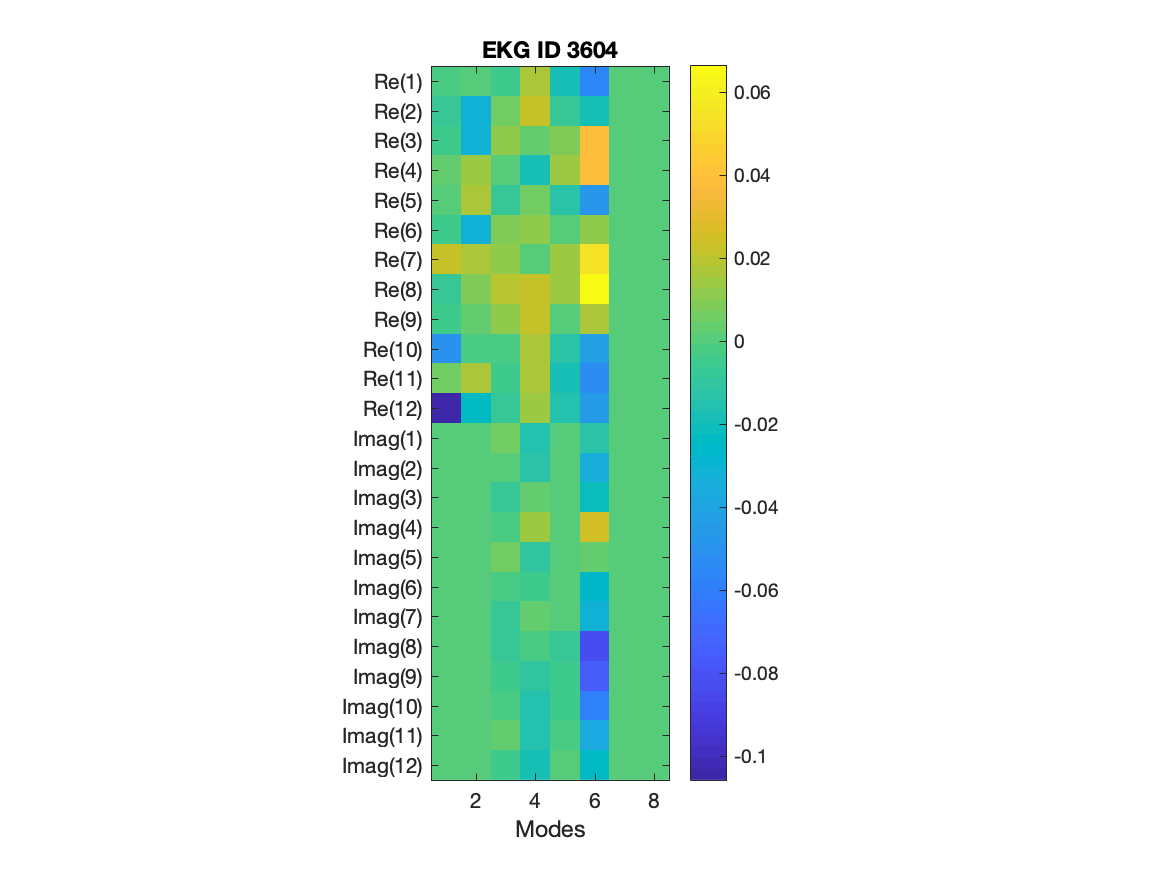 EKG ID 3604
Re(1)
Re(2)
Re(3)
Re(4)
Re(5)
Re(6)
Re(7)
Re(8)
Re(9)
Re(10)
Re(11)
Re(12)
Imag(1)
Imag(2)
Imag(3)
Imag(4)
Imag(5)
Imag(6)
Imag(7)
Imag(8)
Imag(9)
Imag(10)
Imag(11)
Imag(12)
2 4 6 8
Modes
0.06
0.04
0.02
0
-0.02
-0.04
-0.06
-0.08
-0.1